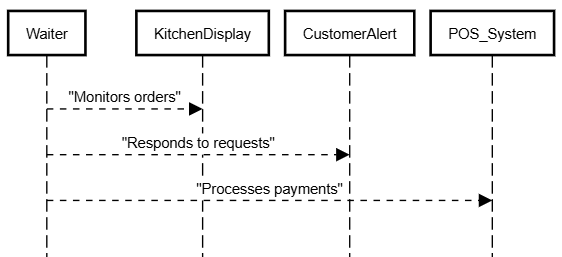 Waiter
KitchenDisplay
CustomerAlert
POS_System
"Monitors orders"
"Responds to requests"
"Processes payments"